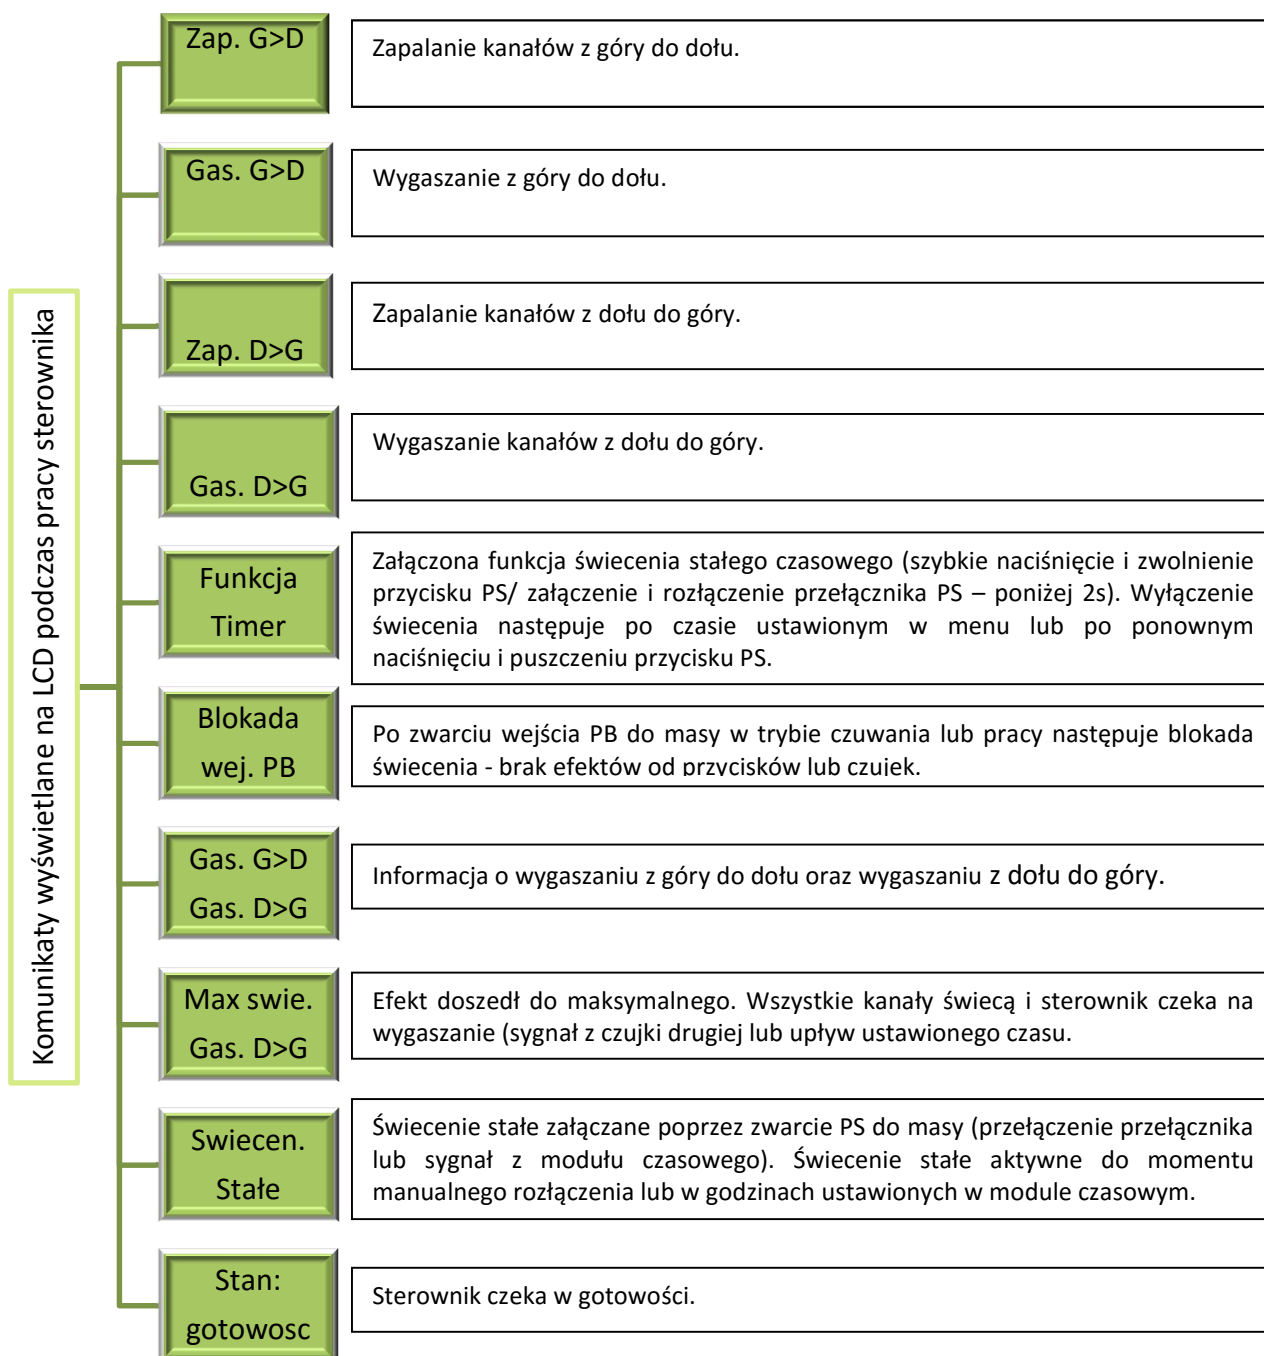 Komunikaty wyświetlane na LCD podczas pracy sterownika
Zap. G>D
Zapalanie kanałów z góry do dołu.
Gas. G>D
Wygaszanie z góry do dołu.
Zap. D>G
Zapalanie kanałów z dołu do góry.
Gas. D>G
Wygaszanie kanałów z dołu do góry.
Funkcja
Timer
Załączona funkcja świecenia stałego czasowego (szybkie naciśnięcie i zwolnienie
przycisku PS/ załączenie i rozłączenie przełącznika PS – poniżej 2s). Wyłączenie
świecenia następuje po czasie ustawionym w menu lub po ponownym
naciśnięciu i puszczeniu przycisku PS.
Blokada
wej. PB
Po zwarciu wejścia PB do masy w trybie czuwania lub pracy następuje blokada
świecenia - brak efektów od przycisków lub czujek.
Gas. G>D
Gas. D>G
Informacja o wygaszaniu z góry do dołu oraz wygaszaniu z dołu do góry.
Max swie.
Gas. D>G
Efekt doszedł do maksymalnego. Wszystkie kanały świecą i sterownik czeka na
wygaszanie (sygnał z czujki drugiej lub upływ ustawionego czasu.
Swiecen.
Stałe
Świecenie stałe załączane poprzez zwarcie PS do masy (przełączenie przełącznika
lub sygnał z modułu czasowego). Świecenie stałe aktywne do momentu
manualnego rozłączenia lub w godzinach ustawionych w module czasowym.
Stan:
gotowosc
Sterownik czeka w gotowości.